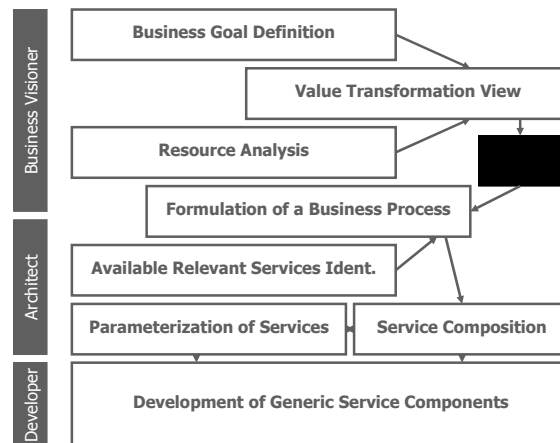 Business Visioner
Business Goal Definition
Value Transformation View
Resource Analysis
Formulation of a Business Process
Architect
Available Relevant Services Ident.
Parameterization of Services
Service Composition
Developer
Development of Generic Service Components